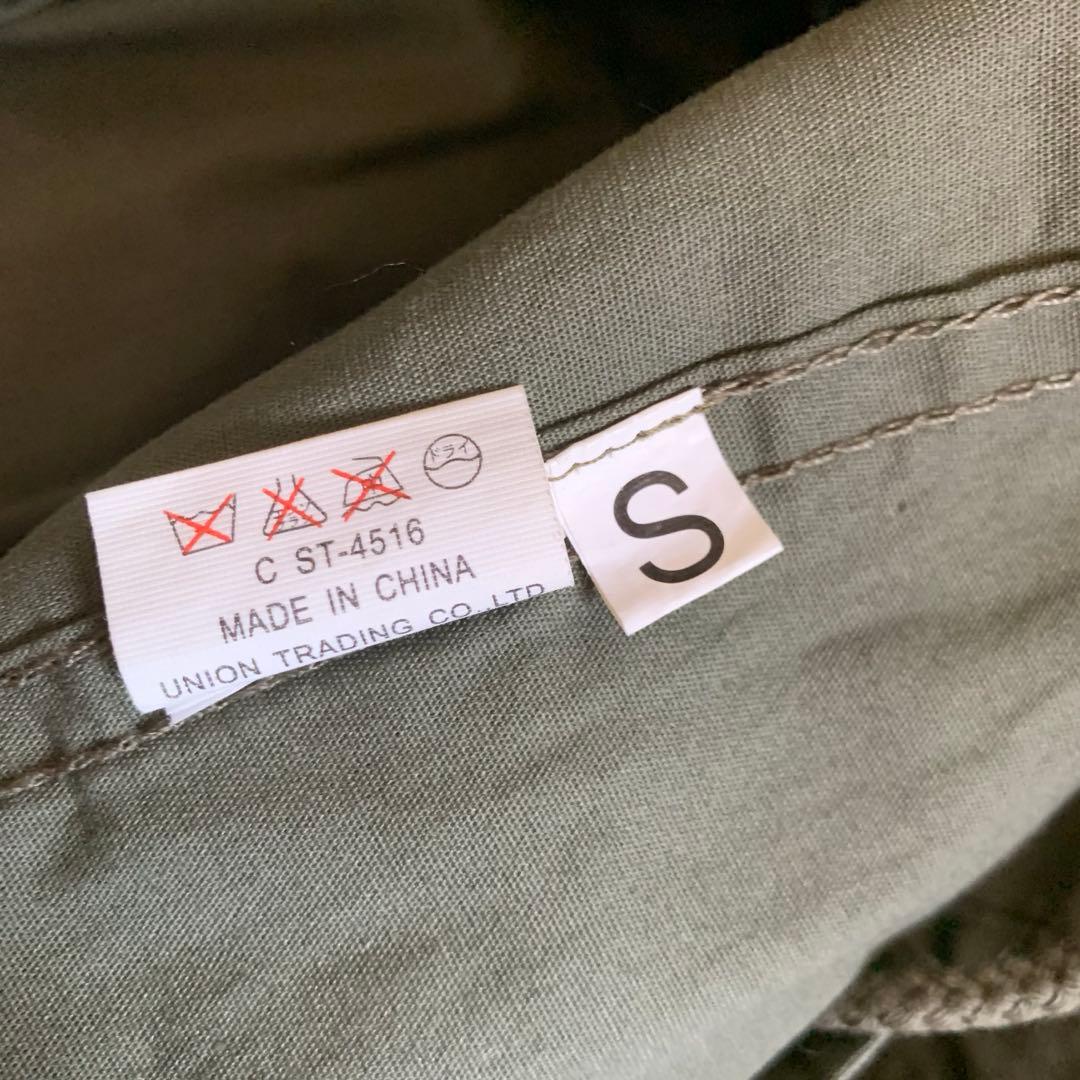 ドライ
C ST-4516
MADE IN CHINA
UNION TRADING CO.,LTD
S